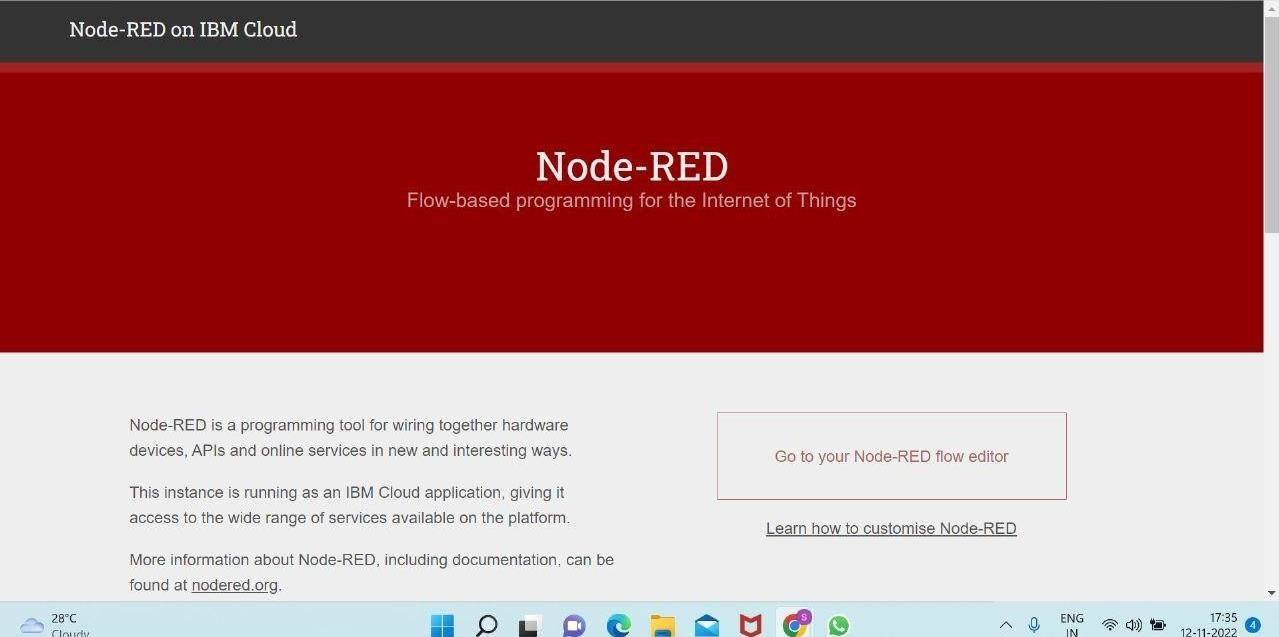 Node-RED on IBM Cloud
Node-RED
Flow-based programming for the Internet of Things
Node-RED is a programming tool for wiring together hardware
devices, APIs and online services in new and interesting ways.
This instance is running as an IBM Cloud application, giving it
access to the wide range of services available on the platform.
More information about Node-RED, including documentation, can be
found at nodered.org.
Go to your Node-RED flow editor
Learn how to customise Node-RED
28°C
Cloudy
S
ENG
IN
17:35
12-11-2022
4